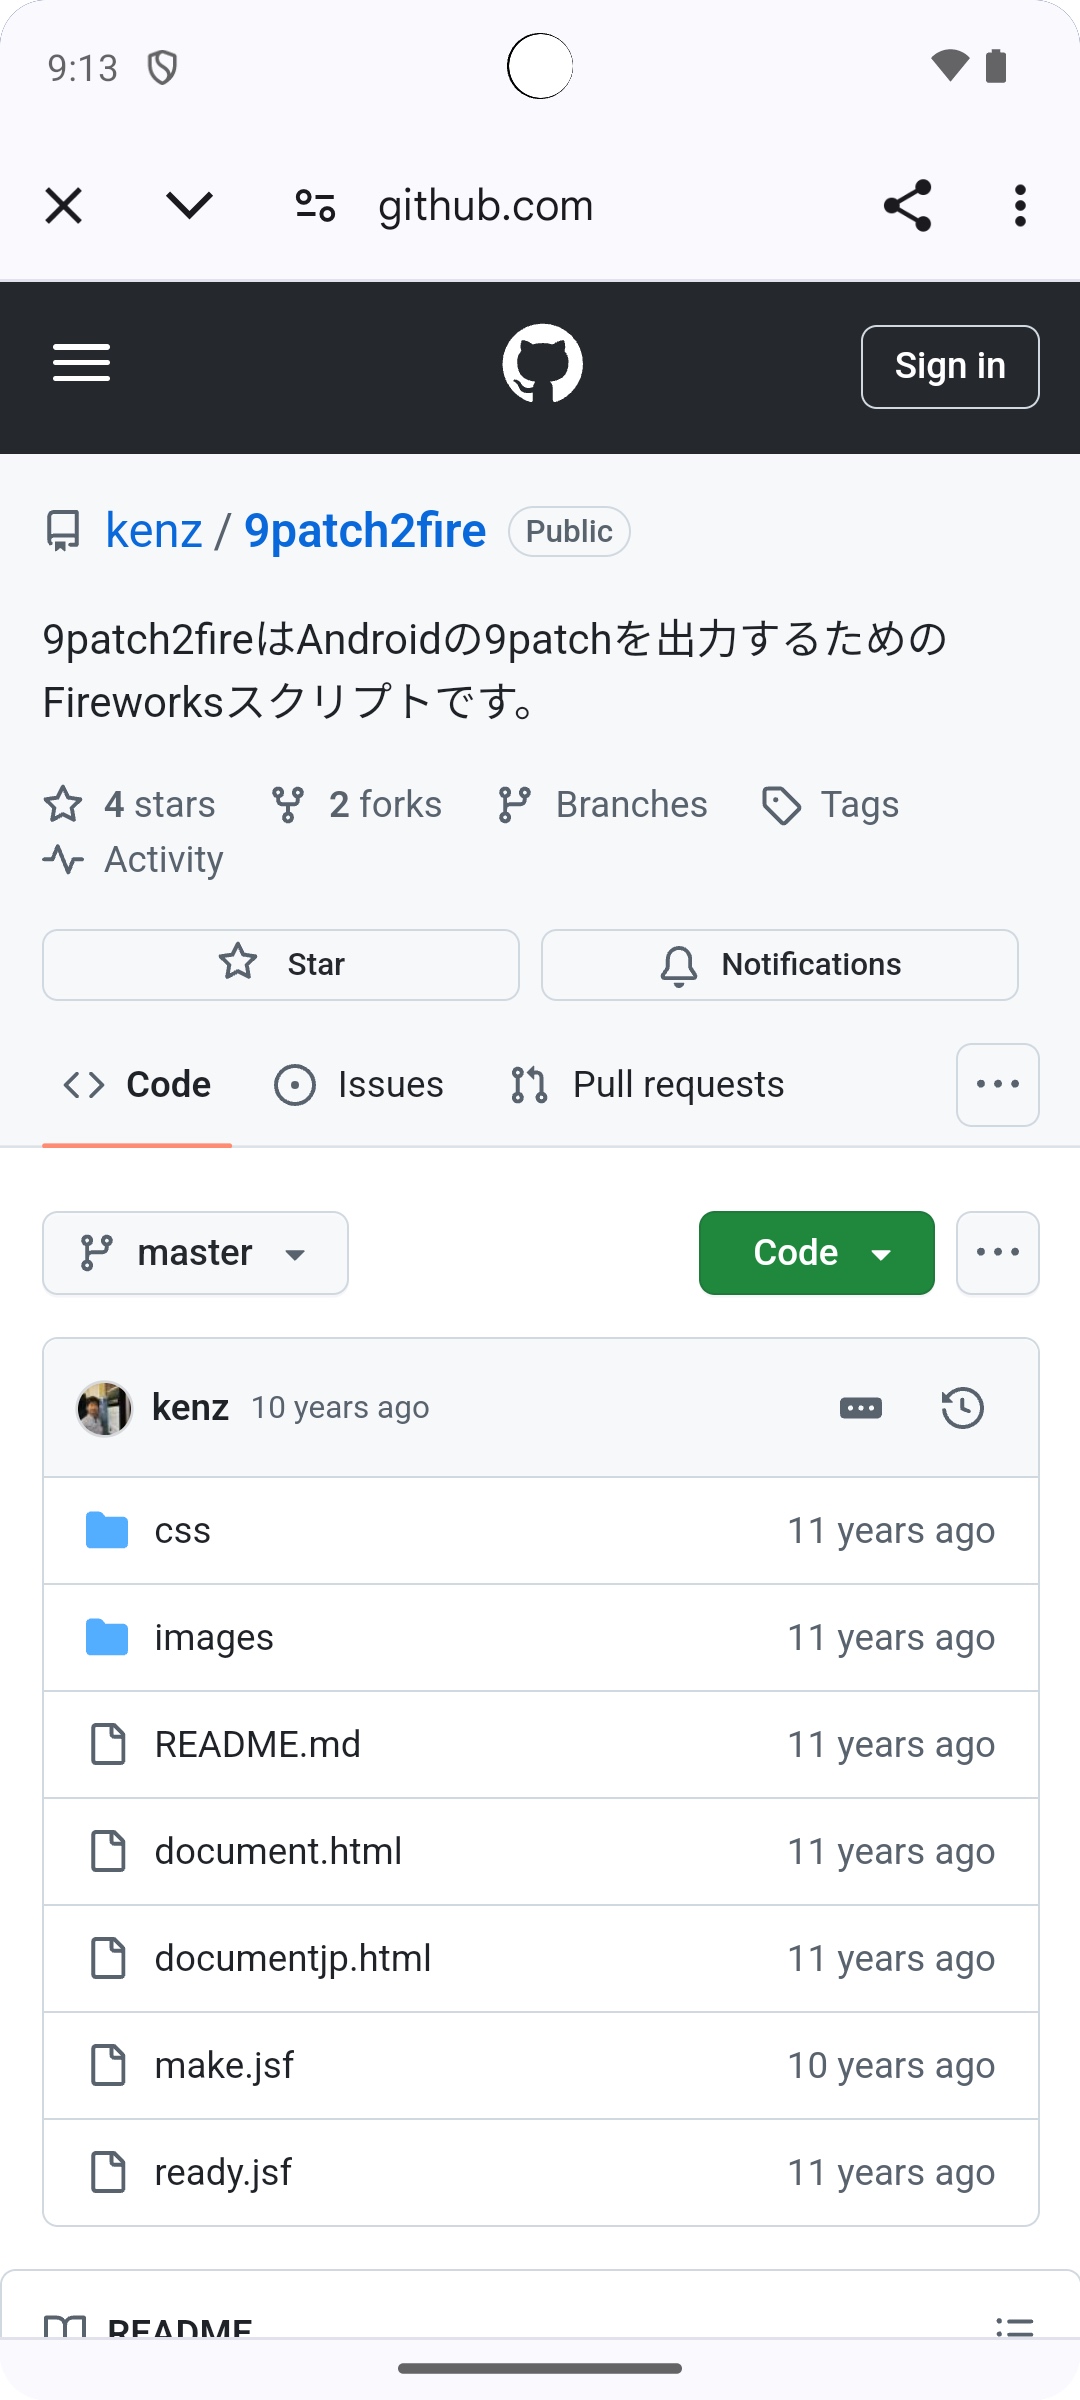 9:13
github.com
Sign in
kenz / 9patch2fire Public
9patch2fireはAndroidの9patchを出力するための
Fireworksスクリプトです。
4 stars 2 forks Branches Tags
Activity
Star Notifications
Code Issues Pull requests
master Code
kenz 10 years ago
css 11 years ago
images 11 years ago
README.md 11 years ago
document.html 11 years ago
documentjp.html 11 years ago
make.jsf 10 years ago
ready.jsf 11 years ago
README